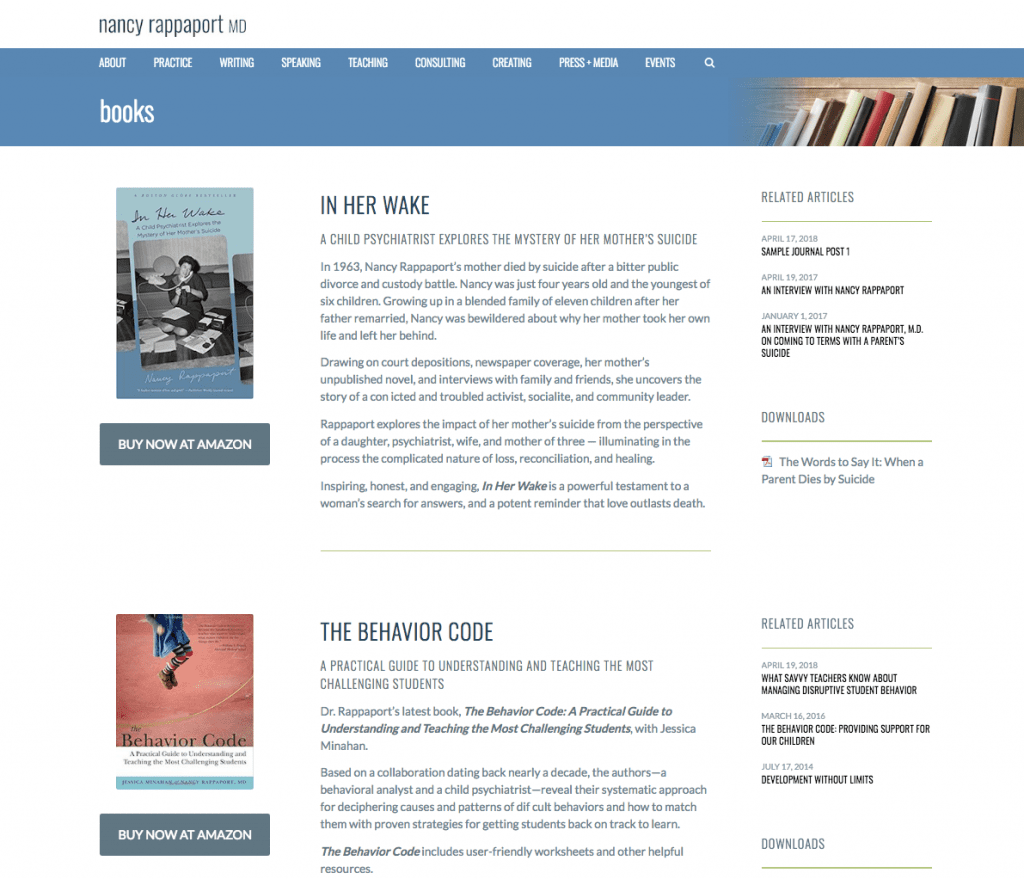 nancy rappaport MD
ABOUT PRACTICE WRITING SPEAKING TEACHING CONSULTING CREATING PRESS + MEDIA EVENTS
books
A BOSTON GLOBE BESTSELLER
In Her Wake
A Child Psychiatrist Explores the
Mystery of Her Mother's Suicide
Nancy Rappaport
BUY NOW AT AMAZON
IN HER WAKE
A CHILD PSYCHIATRIST EXPLORES THE MYSTERY OF HER MOTHER'S SUICIDE
In 1963, Nancy Rappaport's mother died by suicide after a bitter public
divorce and custody battle. Nancy was just four years old and the youngest of
six children. Growing up in a blended family of eleven children after her
father remarried, Nancy was bewildered about why her mother took her own
life and left her behind.
Drawing on court depositions, newspaper coverage, her mother's
unpublished novel, and interviews with family and friends, she uncovers the
story of a con icted and troubled activist, socialite, and community leader.
Rappaport explores the impact of her mother's suicide from the perspective
of a daughter, psychiatrist, wife, and mother of three — illuminating in the
process the complicated nature of loss, reconciliation, and healing.
Inspiring, honest, and engaging, In Her Wake is a powerful testament to a
woman's search for answers, and a potent reminder that love outlasts death.
RELATED ARTICLES
APRIL 17, 2018
SAMPLE JOURNAL POST 1
APRIL 19, 2017
AN INTERVIEW WITH NANCY RAPPAPORT
JANUARY 1, 2017
AN INTERVIEW WITH NANCY RAPPAPORT, M.D.
ON COMING TO TERMS WITH A PARENT'S
SUICIDE
DOWNLOADS
The Words to Say It: When a
Parent Dies by Suicide
the
Behavior Code
A Practical Guide to Understanding and
Teaching the Most Challenging Students
JESSICA MINAHAN and NANCY RAPPAPORT, MD
BUY NOW AT AMAZON
THE BEHAVIOR CODE
A PRACTICAL GUIDE TO UNDERSTANDING AND TEACHING THE MOST
CHALLENGING STUDENTS
Dr. Rappaport's latest book, The Behavior Code: A Practical Guide to
Understanding and Teaching the Most Challenging Students, with Jessica
Minahan.
Based on a collaboration dating back nearly a decade, the authors—a
behavioral analyst and a child psychiatrist—reveal their systematic approach
for deciphering causes and patterns of dif cult behaviors and how to match
them with proven strategies for getting students back on track to learn.
The Behavior Code includes user-friendly worksheets and other helpful
resources.
RELATED ARTICLES
APRIL 19, 2018
WHAT SAVVY TEACHERS KNOW ABOUT
MANAGING DISRUPTIVE STUDENT BEHAVIOR
MARCH 16, 2016
THE BEHAVIOR CODE: PROVIDING SUPPORT FOR
OUR CHILDREN
JULY 17, 2014
DEVELOPMENT WITHOUT LIMITS
DOWNLOADS